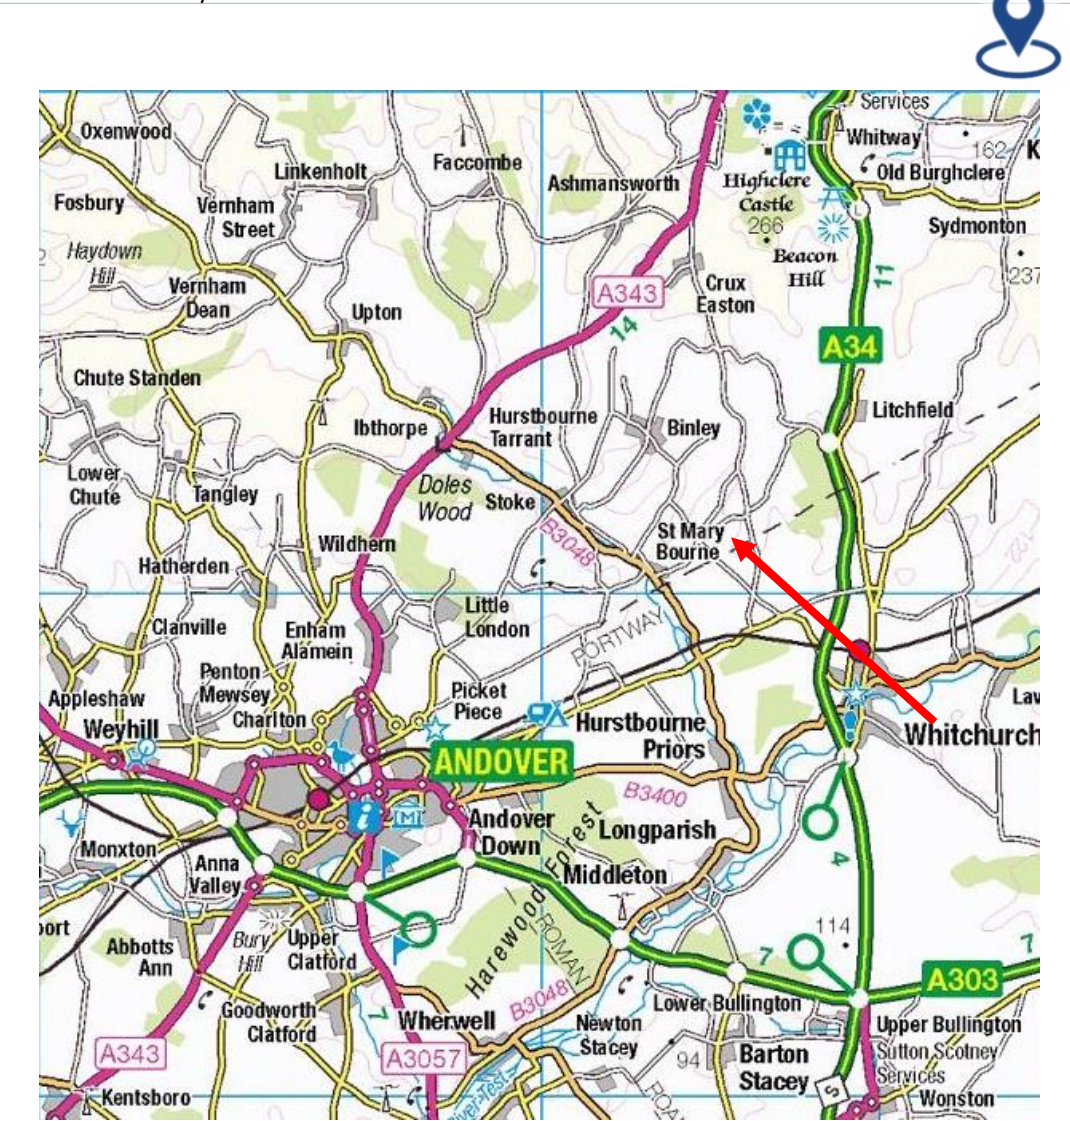 Services
Oxenwood
Whitway
162
K
Faccombe
Linkenholt
Old Burghclere
Ashmansworth
Highclere
Castle
266
Fosbury
Vernham
Street
Sydmonton
Haydown
Hill
Beacon
Hill
237
11
Vernham
Dean
A343
Crux
Easton
Upton
14
A34
Chute Standen
Litchfield
Ibthorpe
Hurstbourne
Tarrant
Binley
Lower
Chute
Tangley
Doles
Wood
Stoke
B3048
St Mary
Bourne
Wildhern
122
Hatherden
Little
London
Clanville
Enham
Alamein
PORTWAY
Penton
Mewsey
Appleshaw
Charlton
Picket
Piece
Lav
Weyhill
Hurstbourne
Priors
Whitchurch
ANDOVER
B3400
i
M
Andover
Down
Longparish
Monxton
4
Anna
Valley
Middleton
Harewood Forest
ROMAN
114
port
Abbotts
Ann
Bury
Hill
Upper
Clatford
7
7
A303
B3048
Lower Bullington
Goodworth
Clatford
7
Wherwell
Newton
Stacey
Upper Bullington
A343
A3057
94
Barton
Stacey
Sutton Scotney
Services
S
Kentsboro
River Test
ROA
Wonston